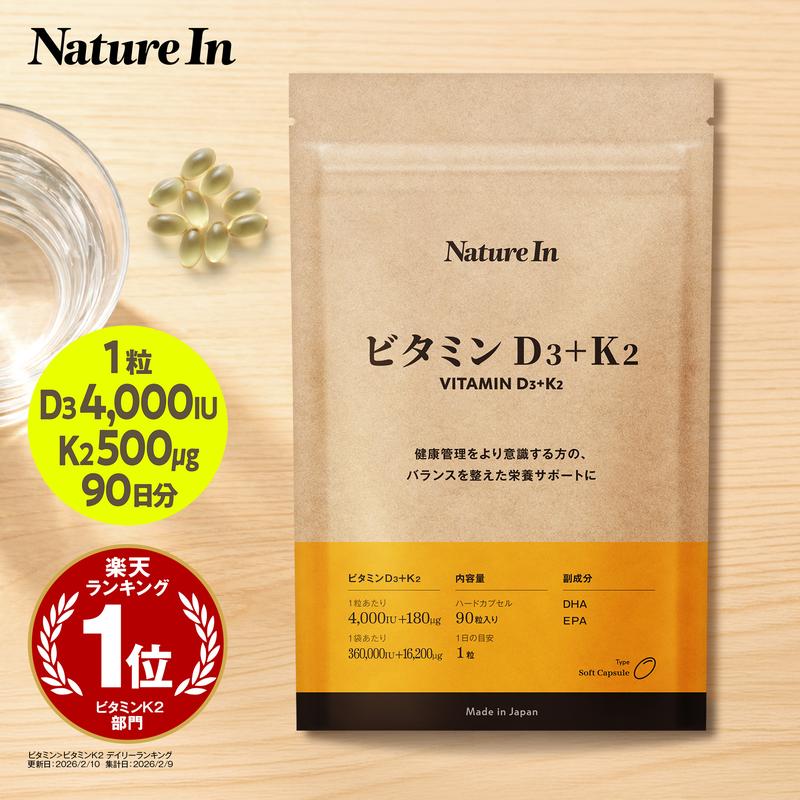 Nature In
Nature In
ビタミン D3+K2
VITAMIN D3+K2
健康管理をより意識する方の、
バランスを整えた栄養サポートに
1粒
D3 4,000IU
K2 500μg
90日分
ビタミンD3+K2
1粒あたり
4,000IU+180μg
1袋あたり
360,000IU+16,200μg
内容量
ハードカプセル
90粒入り
1日の目安
1粒
副成分
DHA
EPA
Type
Soft Capsule
Made in Japan
楽天
ランキング
1位
ビタミンK2
部門
ビタミン>ビタミンK2 デイリーランキング
更新日:2026/2/10 集計日:2026/2/9